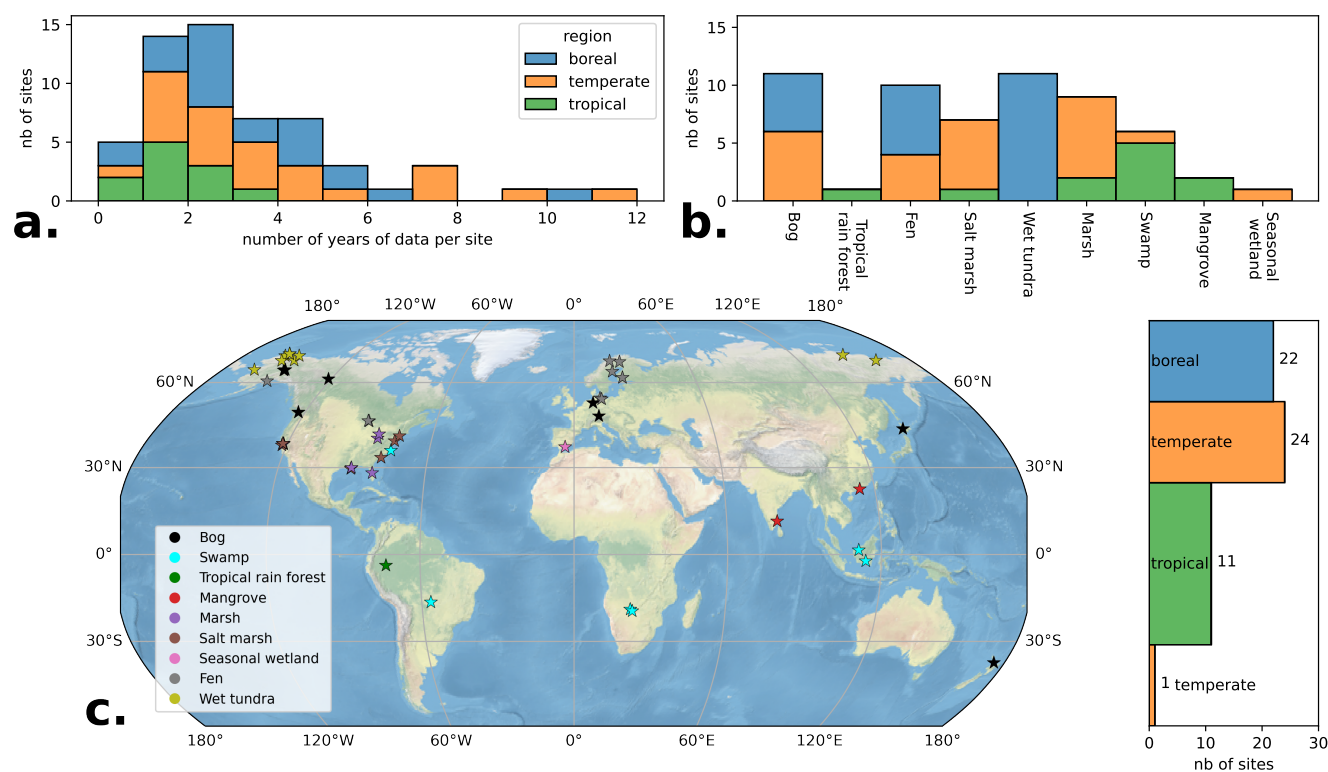 15
10
5
0
nb of sites
0
2
4
6
8
10
12
number of years of data per site
region
boreal
temperate
tropical
a.
15
10
5
0
nb of sites
Bog
Tropical
rain forest
Fen
Salt marsh
Wet tundra
Marsh
Swamp
Mangrove
Seasonal
wetland
b.
180°
120°W
60°W
0°
60°E
120°E
180°
60°N
60°N
30°N
30°N
0°
0°
30°S
30°S
Bog
Swamp
Tropical rain forest
Mangrove
Marsh
Salt marsh
Seasonal wetland
Fen
Wet tundra
c.
180°
120°W
60°W
0°
60°E
120°E
180°
boreal
22
temperate
24
tropical
11
1 temperate
0
10
20
30
nb of sites